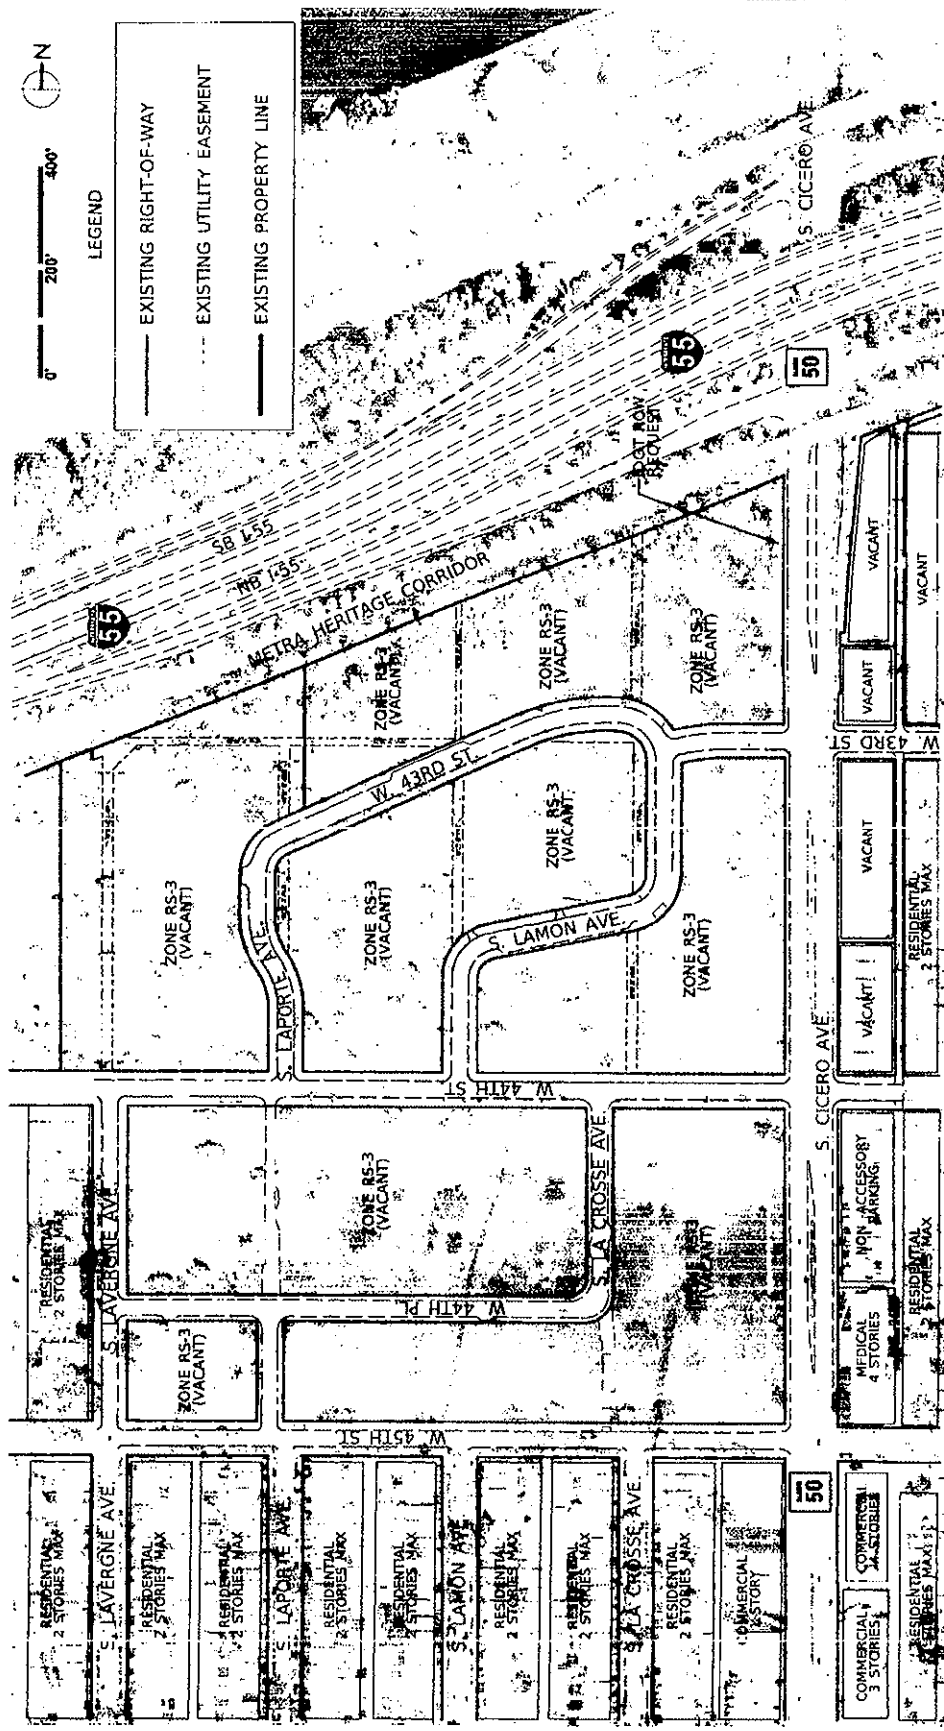 N
0'
200'
400'
LEGEND
EXISTING RIGHT-OF-WAY
EXISTING UTILITY EASEMENT
EXISTING PROPERTY LINE
S. CICERO AVE.
55
50
ROW
REQUEST
SB I-55
NB I-55
55
METRA HERITAGE CORRIDOR
ZONE RS-3
(VACANT)
ZONE RS-3
(VACANT)
ZONE RS-3
(VACANT)
VACANT
VACANT
VACANT
W. 43RD ST.
W. 43RD ST.
ZONE RS-3
(VACANT)
ZONE RS-3
(VACANT)
ZONE RS-3
(VACANT)
ZONE RS-3
(VACANT)
S. LAPORTE AVE.
S. LAMON AVE.
VACANT
VACANT
RESIDENTIAL
2 STORIES MAX
S. CICERO AVE.
W. 44TH ST.
RESIDENTIAL
2 STORIES MAX
S. LAVERGNE AVE.
ZONE RS-3
(VACANT)
S. LA CROSSE AVE.
ZONE RS-3
(VACANT)
W. 44TH PL
NON-ACCESSORY
PARKING
RESIDENTIAL
2 STORIES MAX
MEDICAL
4 STORIES
ZONE RS-3
(VACANT)
W. 45TH ST.
RESIDENTIAL
2 STORIES MAX
S. LAVERGNE AVE.
RESIDENTIAL
2 STORIES MAX
RESIDENTIAL
2 STORIES MAX
S. LAPORTE AVE.
RESIDENTIAL
2 STORIES MAX
RESIDENTIAL
2 STORIES MAX
S. LAMON AVE.
RESIDENTIAL
2 STORIES MAX
RESIDENTIAL
2 STORIES MAX
S. LA CROSSE AVE.
RESIDENTIAL
2 STORIES MAX
COMMERCIAL
STORY
50
COMMERCIAL
STORIES
COMMERCIAL
3 STORIES
RESIDENTIAL
STORIES MAX